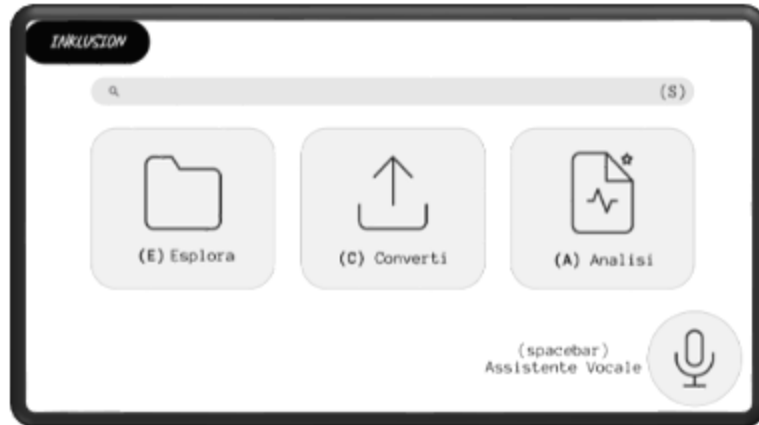 INKLUSION
(S)
(E) Esplora
(C) Converti
(A) Analisi
(spacebar)
Assistente Vocale